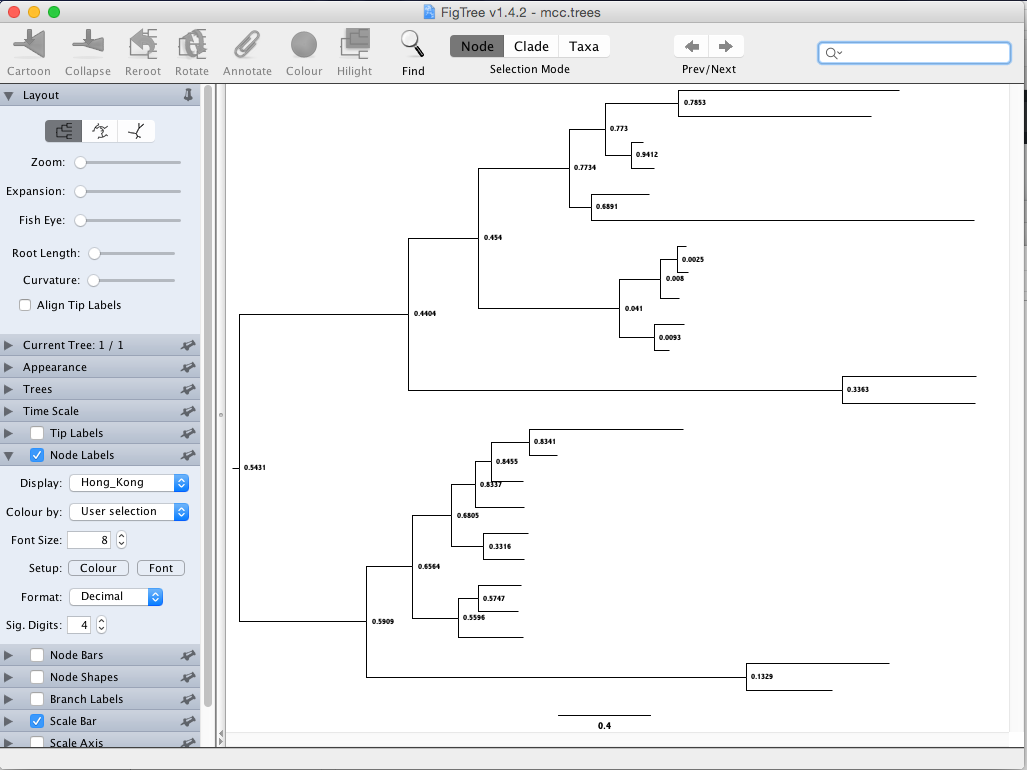 FigTree v1.4.2 - mcc.trees
Cartoon Collapse Reroot Rotate Annotate Colour Hilight Find
Node Clade Taxa
Selection Mode
Prev/Next
Layout
Zoom:
Expansion:
Fish Eye:
Root Length:
Curvature:
Align Tip Labels
Current Tree: 1 / 1
Appearance
Trees
Time Scale
Tip Labels
Node Labels
Display: Hong_Kong
Colour by: User selection
Font Size: 8
Setup: Colour Font
Format: Decimal
Sig. Digits: 4
Node Bars
Node Shapes
Branch Labels
Scale Bar
Scale Axis
0.7853
0.773
0.9412
0.7734
0.6891
0.454
0.0025
0.008
0.041
0.4404
0.0093
0.3363
0.8341
0.8455
0.5431
0.8337
0.6805
0.3316
0.6564
0.5747
0.5596
0.5909
0.1329
0.4